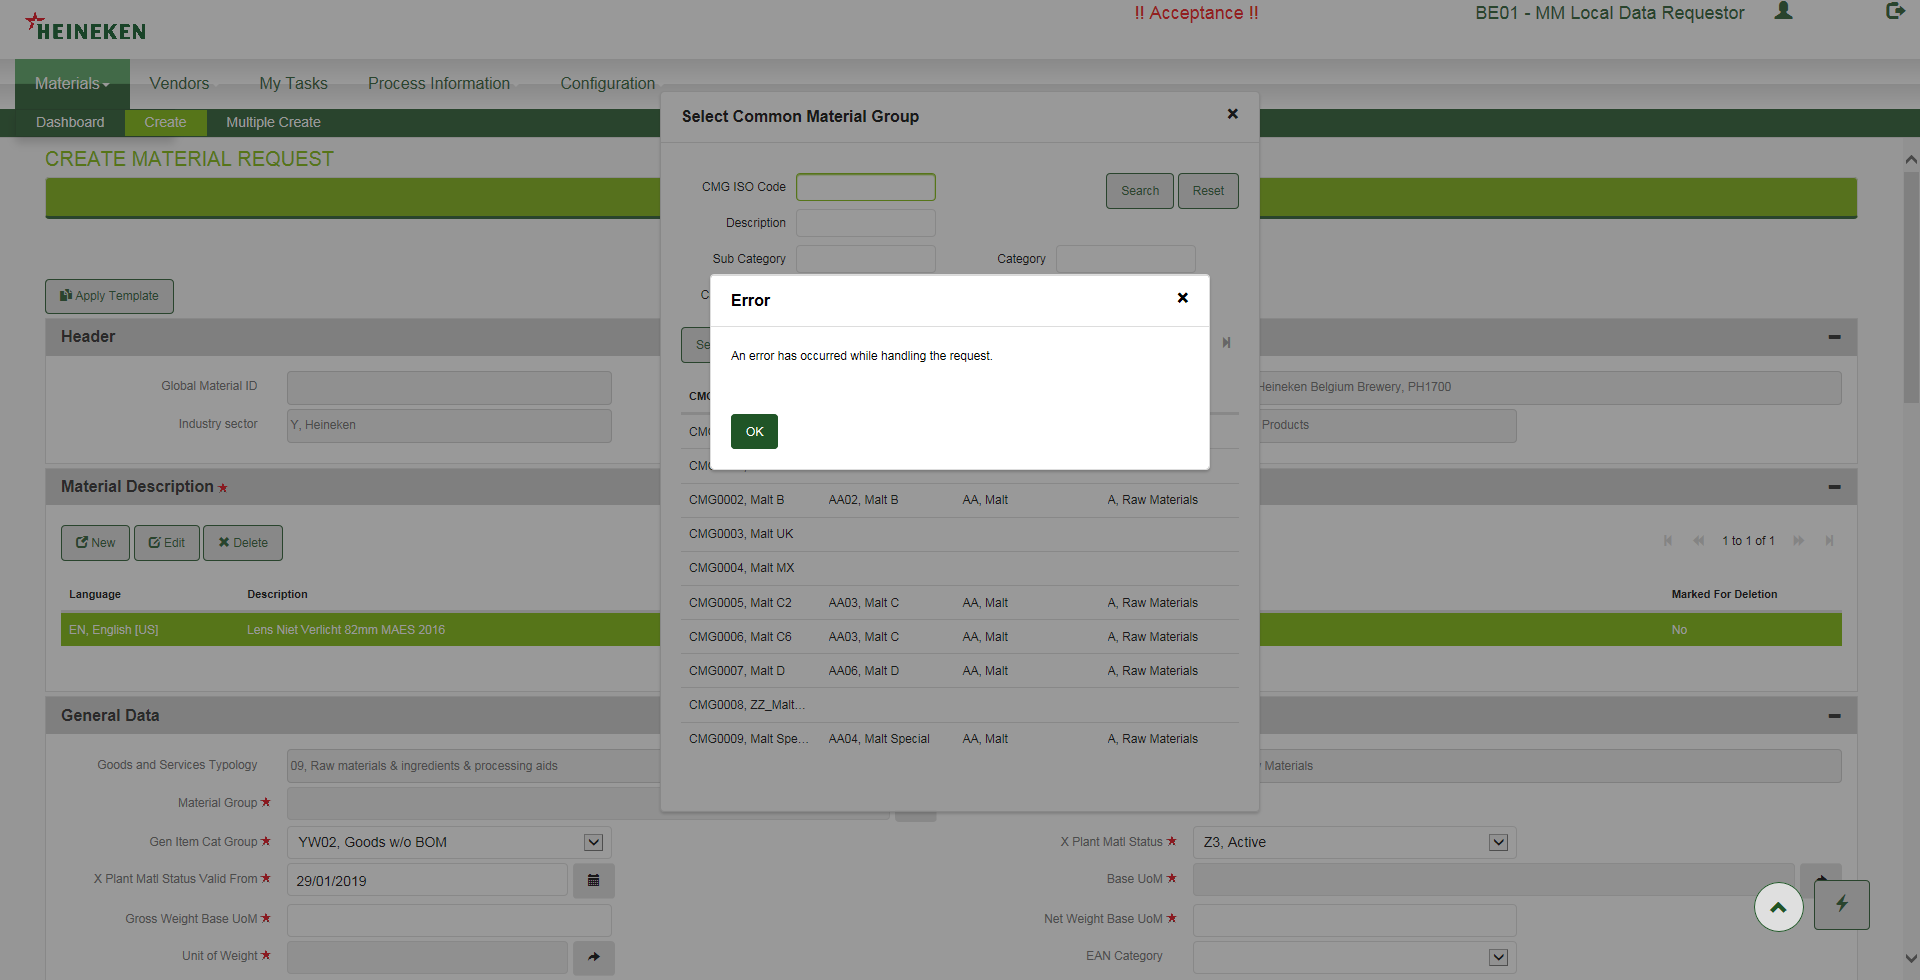 HEINEKEN
!! Acceptance !!
BE01 - MM Local Data Requestor
Materials
Vendors
My Tasks
Process Information
Configuration
Dashboard
Create
Multiple Create
CREATE MATERIAL REQUEST
Select Common Material Group
CMG ISO Code
Search
Reset
Description
Sub Category
Category
Apply Template
Error
An error has occurred while handling the request.
OK
Header
Global Material ID
Heineken Belgium Brewery, PH1700
Industry sector
Y, Heineken
Products
Material Description
New
Edit
Delete
1 to 1 of 1
Language
Description
Marked For Deletion
EN, English [US]
Lens Niet Verlicht 82mm MAES 2016
No
CMG0002, Malt B
AA02, Malt B
AA, Malt
A, Raw Materials
CMG0003, Malt UK
CMG0004, Malt MX
CMG0005, Malt C2
AA03, Malt C
AA, Malt
A, Raw Materials
CMG0006, Malt C6
AA03, Malt C
AA, Malt
A, Raw Materials
CMG0007, Malt D
AA06, Malt D
AA, Malt
A, Raw Materials
CMG0008, ZZ_Malt...
CMG0009, Malt Spe...
AA04, Malt Special
AA, Malt
A, Raw Materials
General Data
Goods and Services Typology
09, Raw materials & ingredients & processing aids
Materials
Material Group
Gen Item Cat Group
YW02, Goods w/o BOM
X Plant Matl Status
Z3, Active
X Plant Matl Status Valid From
29/01/2019
Base UoM
Gross Weight Base UoM
Net Weight Base UoM
Unit of Weight
EAN Category